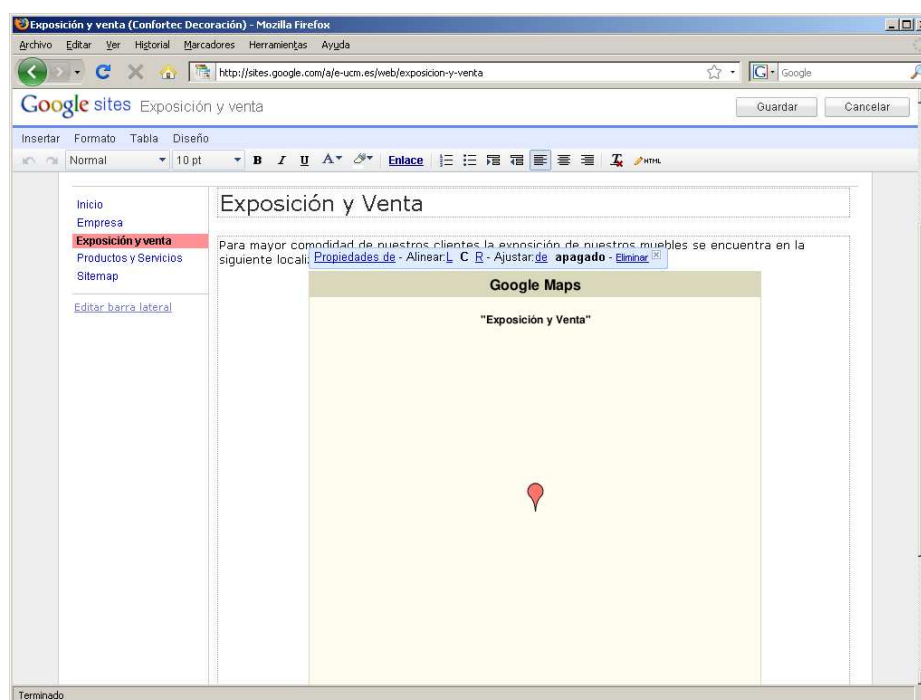 Exposición y venta (Confortec Decoración) - Mozilla Firefox
Archivo Editar Ver Historial Marcadores Herramientas Ayuda
http://sites.google.com/a/e-ucm.es/web/exposicion-y-venta
Google
Google sites Exposición y venta
Guardar Cancelar
Insertar Formato Tabla Diseño
Normal 10 pt B I U A Enlace HTML
Inicio
Empresa
Exposición y venta
Productos y Servicios
Sitemap
Editar barra lateral
Exposición y Venta
Para mayor comodidad de nuestros clientes la exposición de nuestros muebles se encuentra en la
siguiente locali
Propiedades de - Alinear: L C R - Ajustar: de apagado - Eliminar
Google Maps
"Exposición y Venta"
Terminado